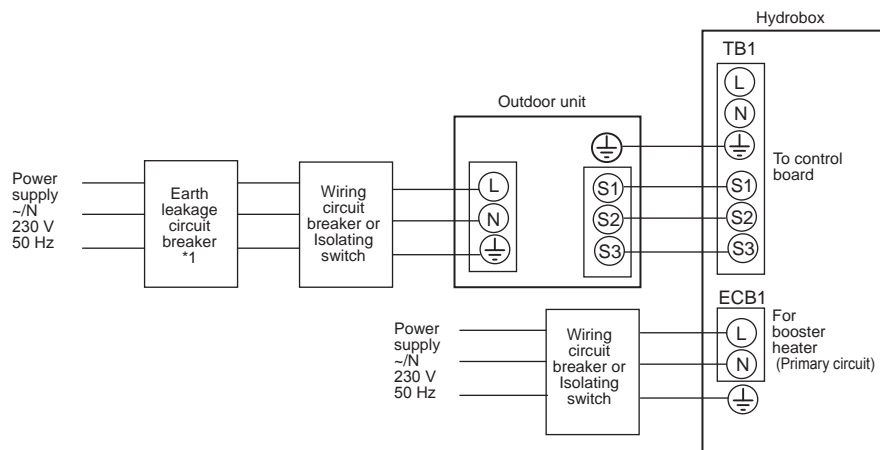 Hydrobox
TB1
L
N
To control
board
S1
S2
S3
Outdoor unit
L
N
S1
S2
S3
Power
supply
~/N
230 V
50 Hz
Earth
leakage
circuit
breaker
*1
Wiring
circuit
breaker or
Isolating
switch
ECB1
L
N
For
booster
heater
(Primary circuit)
Power
supply
~/N
230 V
50 Hz
Wiring
circuit
breaker or
Isolating
switch